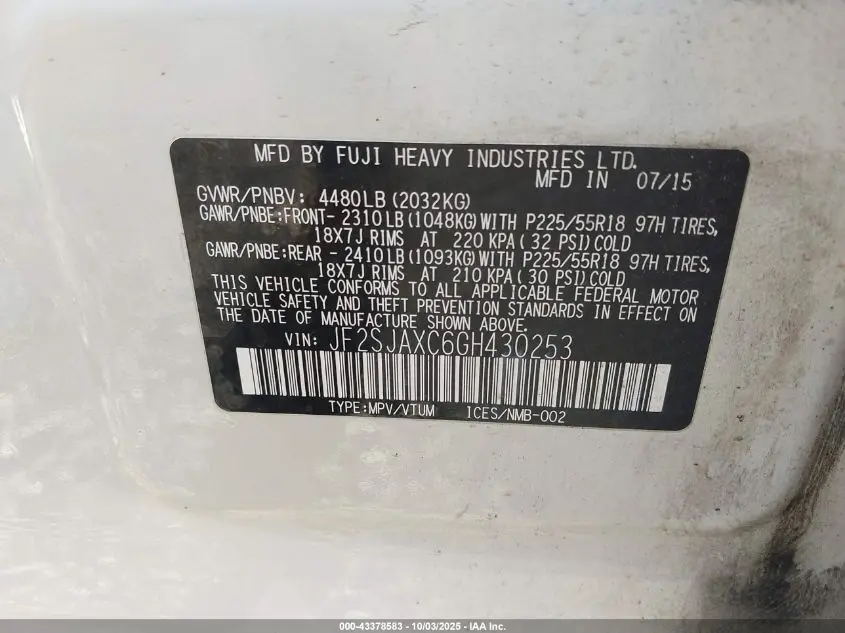 MFD BY FUJI HEAVY INDUSTRIES LTD.
MFD IN 07/15
GVWR/PNBV: 4480LB (2032KG)
GAWR/PNBE:FRONT- 2310LB (1048KG) WITH P225/55R18 97H TIRES,
18X7J RIMS AT 220 KPA ( 32 PSI) COLD
GAWR/PNBE:REAR - 2410LB (1093KG) WITH P225/55R18 97H TIRES,
18X7J RIMS AT 210 KPA ( 30 PSI) COLD
THIS VEHICLE CONFORMS TO ALL APPLICABLE FEDERAL MOTOR
VEHICLE SAFETY AND THEFT PREVENTION STANDARDS IN EFFECT ON
THE DATE OF MANUFACTURE SHOWN ABOVE.
VIN: JF2SJAXC6GH430253
TYPE:MPV/VTUM ICES/NMB-002
000-43378583 - 10/03/2025 - IAA Inc.